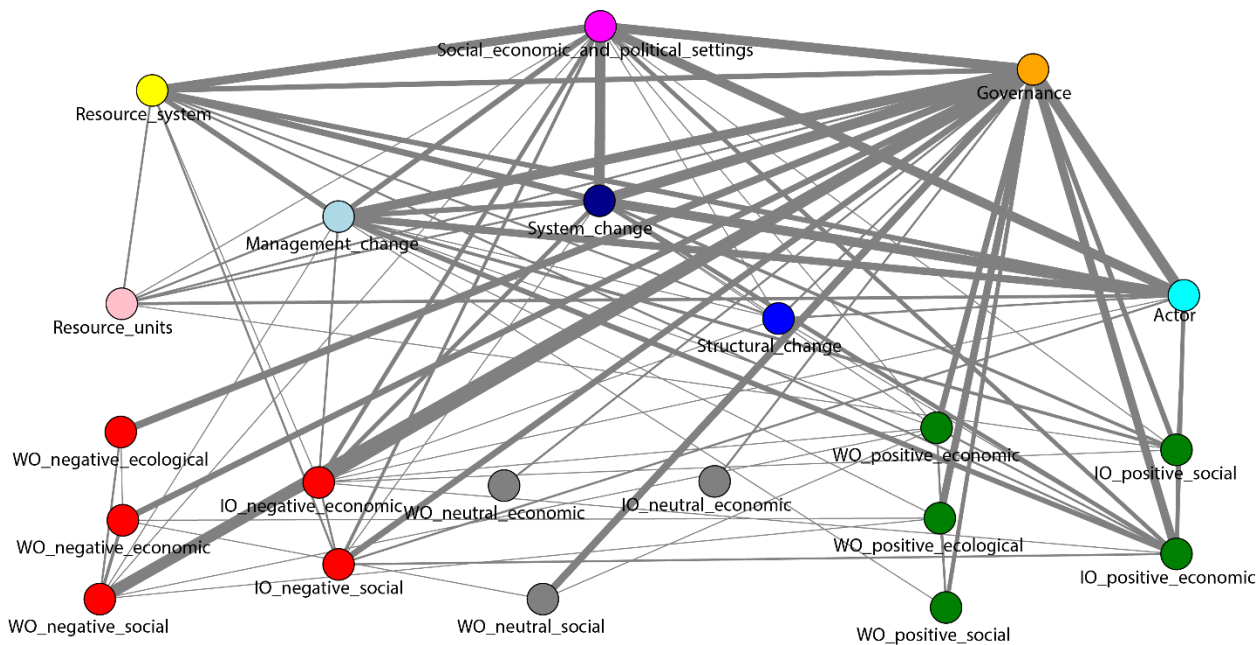 Social_economic_and_political_settings
Governance
Resource_system
System_change
Management_change
Resource_units
Actor
Structural_change
WO_negative_ecological
WO_positive_economic
IO_positive_social
IO_negative_economic
WO_neutral_economic
IO_neutral_economic
WO_negative_economic
WO_positive_ecological
IO_negative_social
IO_positive_economic
WO_negative_social
WO_neutral_social
WO_positive_social